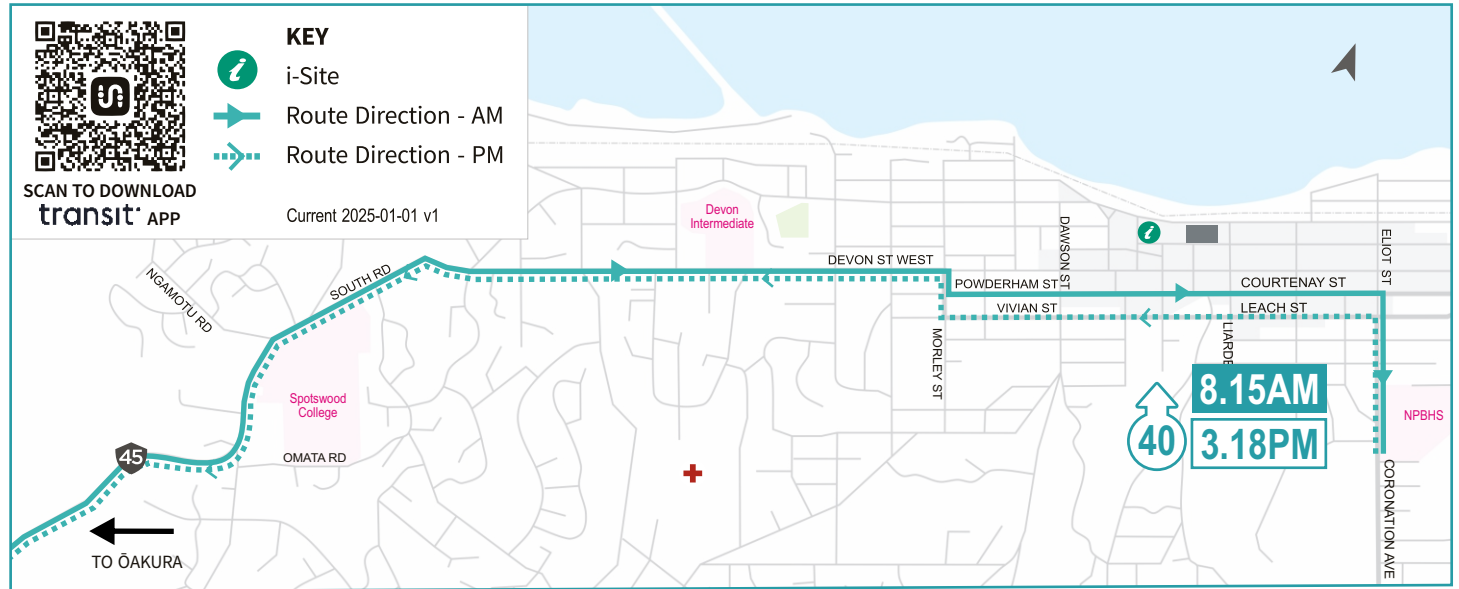 KEY
i
i-Site
Route Direction - AM
Route Direction - PM
SCAN TO DOWNLOAD
transit APP
Current 2025-01-01 v1
Devon
Intermediate
NGAMOTU RD
SOUTH RD
DEVON ST WEST
DAWSON ST
i
ELIOT ST
POWDERHAM ST
COURTENAY ST
VIVIAN ST
LEACH ST
MORLEY ST
LIARDE
Spotswood
College
OMATA RD
45
TO ŌAKURA
40
8.15AM
3.18PM
NPBHS
CORONATION AVE